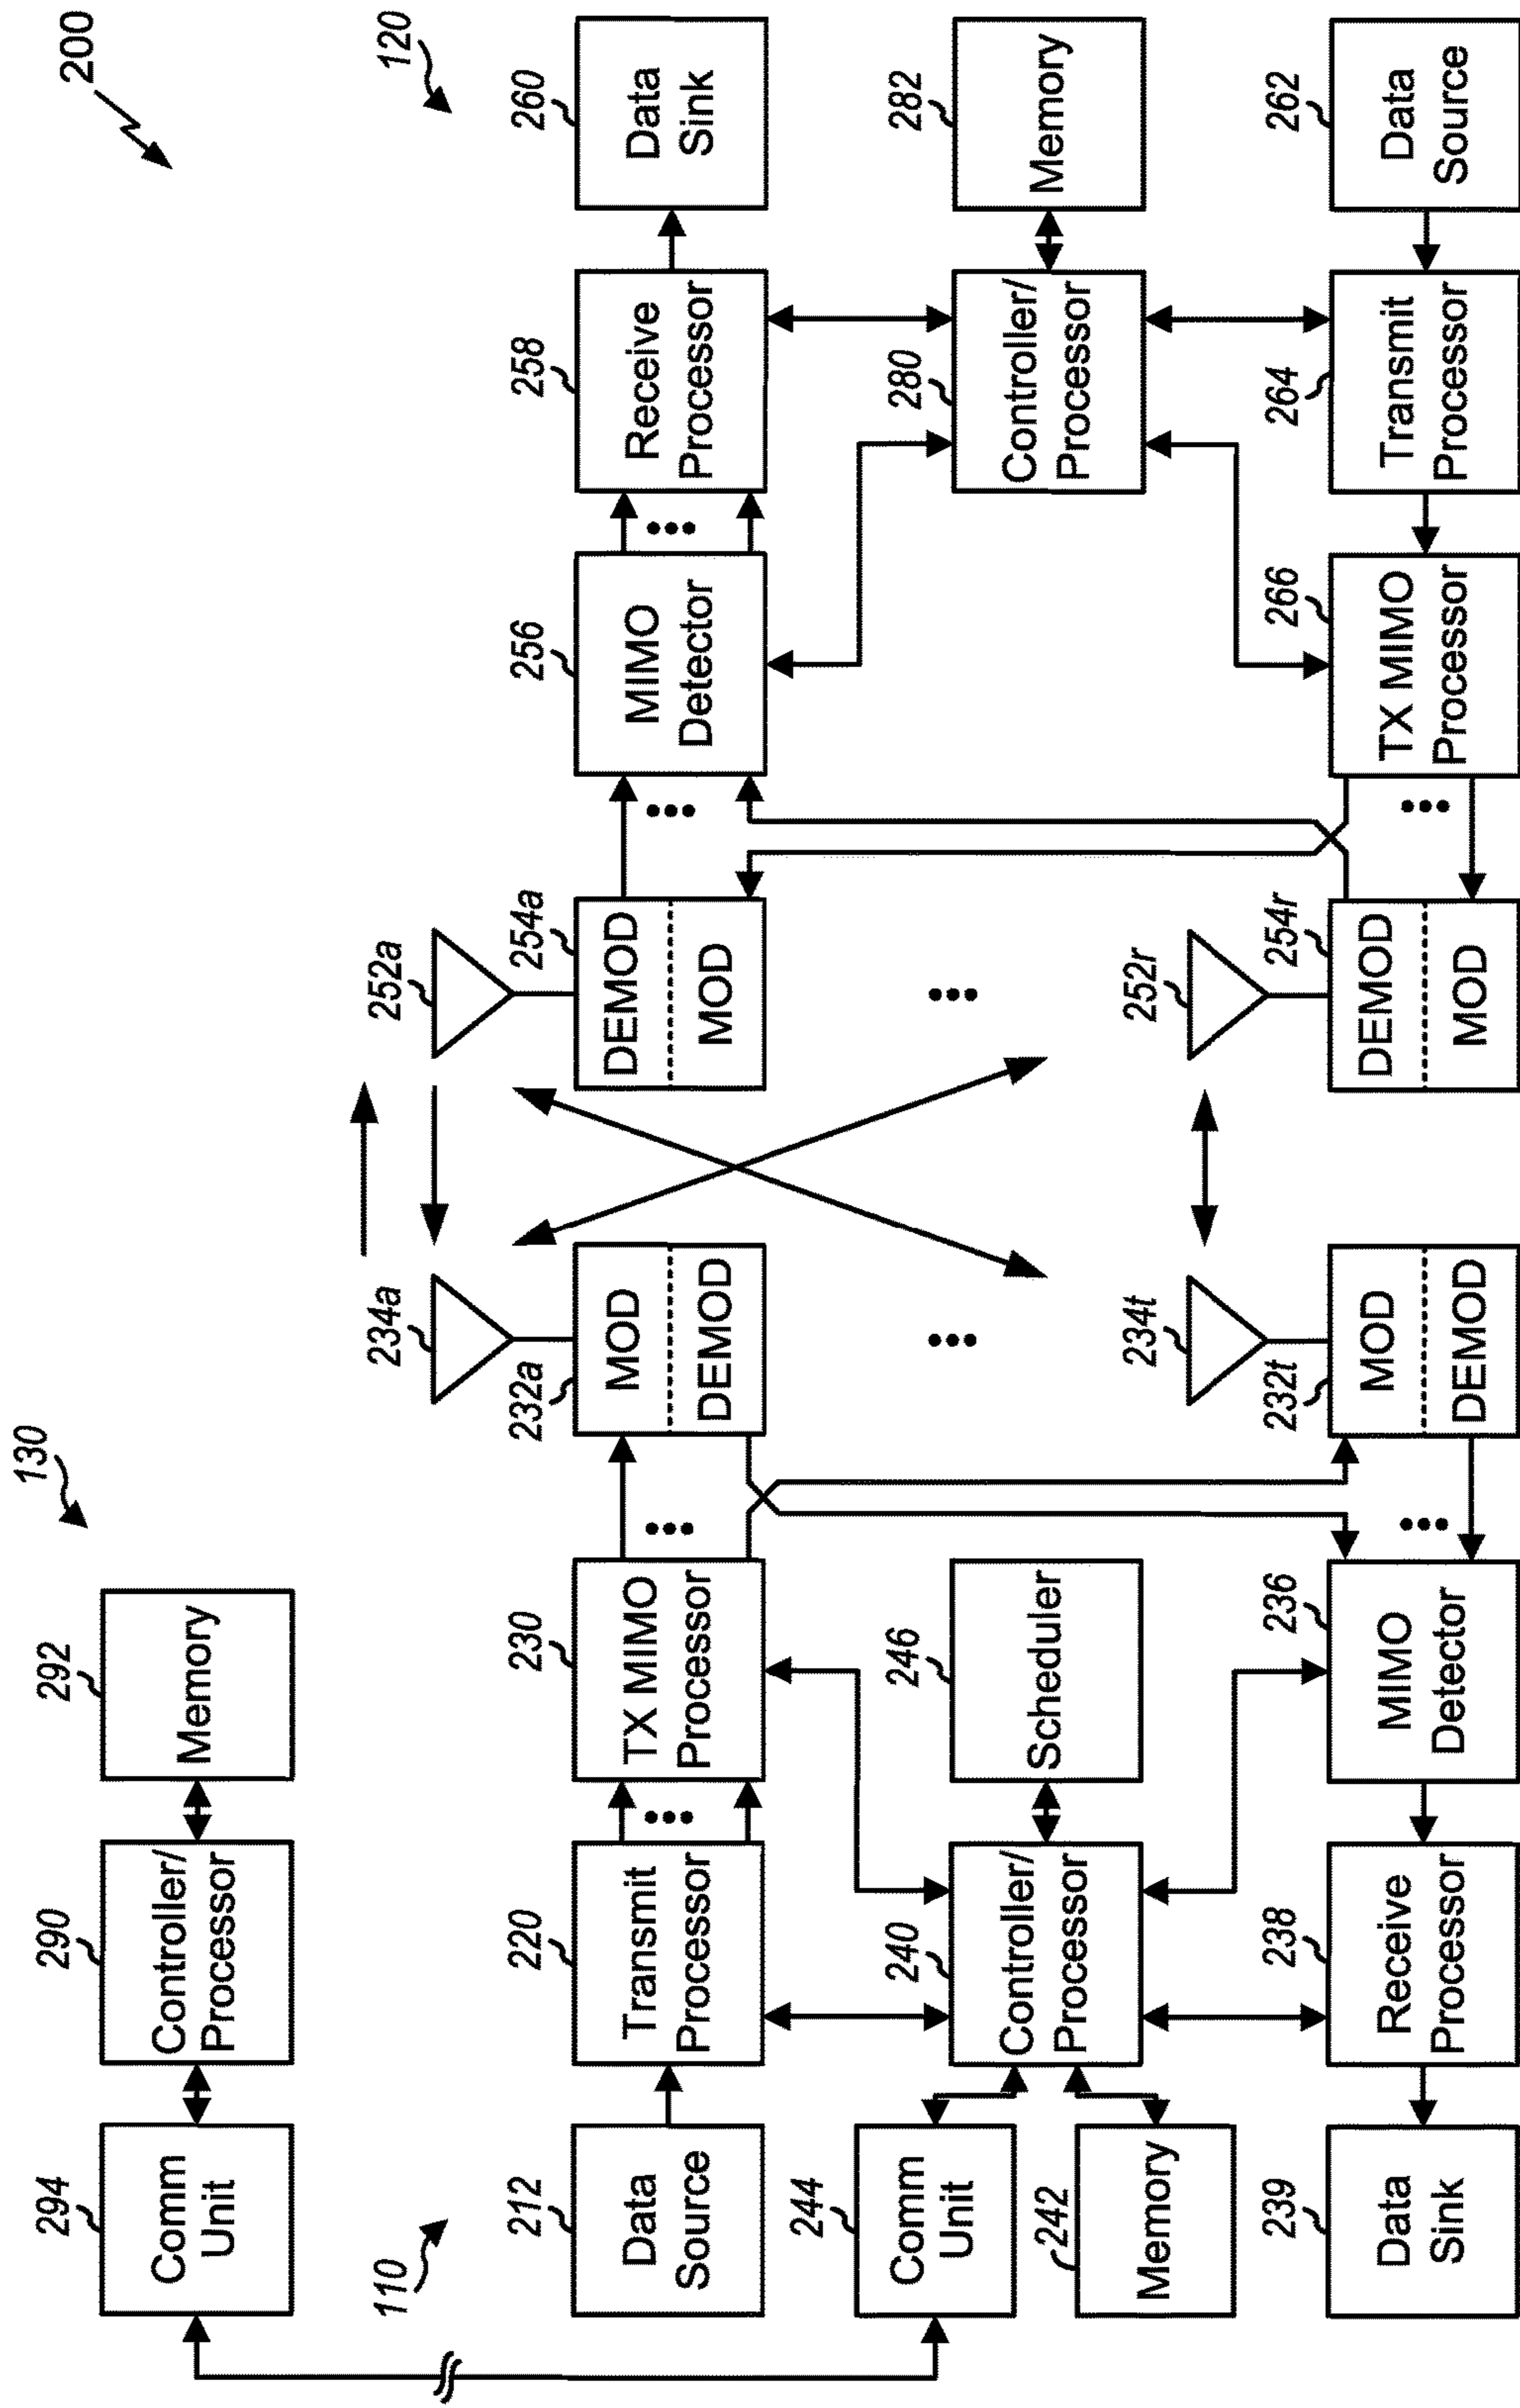 200
130
294
Comm
Unit
290
Controller/
Processor
292
Memory
110
120
212
Data
Source
220
Transmit
Processor
230
TX MIMO
Processor
232a
MOD
DEMOD
234a
252a
254a
DEMOD
MOD
256
MIMO
Detector
258
Receive
Processor
260
Data
Sink
244
Comm
Unit
242
Memory
240
Controller/
Processor
246
Scheduler
280
Controller/
Processor
282
Memory
239
Data
Sink
238
Receive
Processor
236
MIMO
Detector
232t
MOD
DEMOD
234t
252r
254r
DEMOD
MOD
266
TX MIMO
Processor
264
Transmit
Processor
262
Data
Source